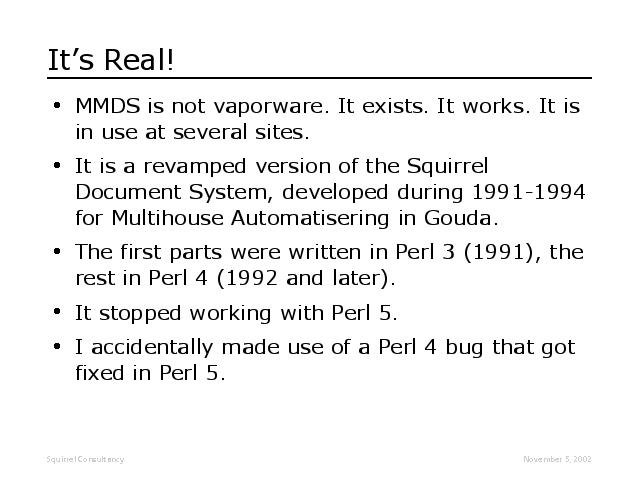 It’s Real!
• MMDS is not vaporware. It exists. It works. It is
in use at several sites.
• It is a revamped version of the Squirrel
Document System, developed during 1991-1994
for Multihouse Automatisering in Gouda.
• The first parts were written in Perl 3 (1991), the
rest in Perl 4 (1992 and later).
• It stopped working with Perl 5.
• I accidentally made use of a Perl 4 bug that got
fixed in Perl 5.
Squirrel Consultancy
November 5, 2002